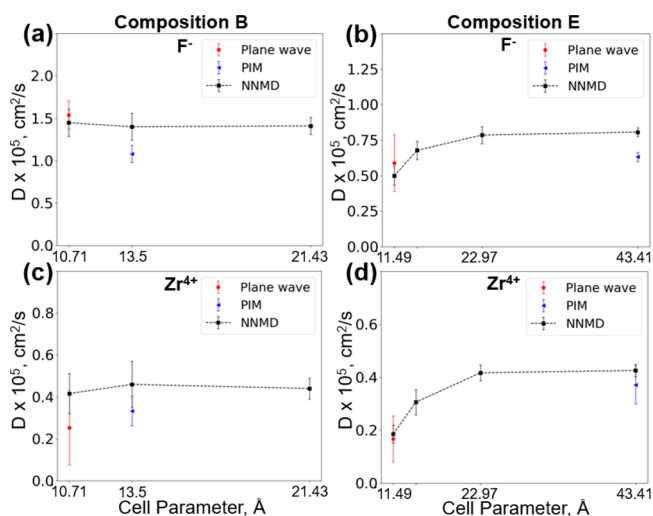 Composition B
Composition E
(a)
F-
Plane wave
PIM
NNMD
D x 10⁵, cm²/s
2.0
1.5
1.0
0.5
0.0
10.71
13.5
21.43
(b)
F-
Plane wave
PIM
NNMD
D x 10⁵, cm²/s
1.25
1.00
0.75
0.50
0.25
0.00
11.49
22.97
43.41
(c)
Zr⁴⁺
Plane wave
PIM
NNMD
D x 10⁵, cm²/s
0.8
0.6
0.4
0.2
0.0
10.71
13.5
21.43
Cell Parameter, Å
(d)
Zr⁴⁺
Plane wave
PIM
NNMD
D x 10⁵, cm²/s
0.6
0.4
0.2
0.0
11.49
22.97
43.41
Cell Parameter, Å